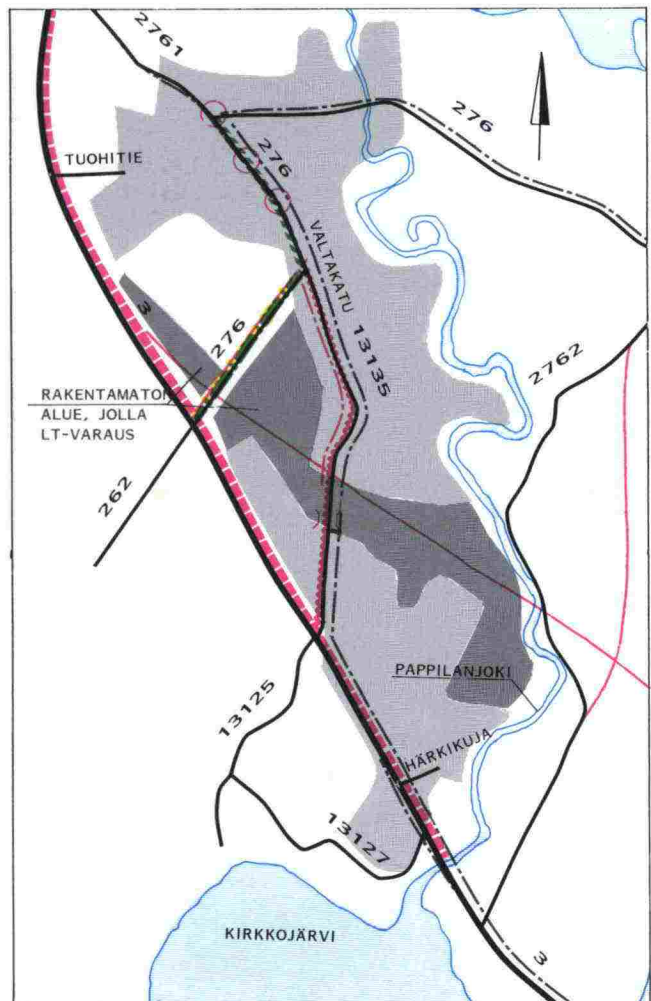 2761
276
TUOHITIE
276
VALTAKATU
13135
3
276
2762
RAKENTAMATON
ALUE, JOLLA
LT-VARAUS
262
PAPPILANJOKI
13125
HÄRKIKUJA
13127
KIRKKOJÄRVI
3